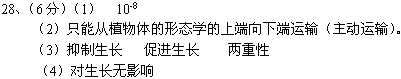 28、（6分）（1） 10⁻⁸
（2）只能从植物体的形态学的上端向下端运输（主动运输）。
（3）抑制生长 促进生长 两重性
（4）对生长无影响